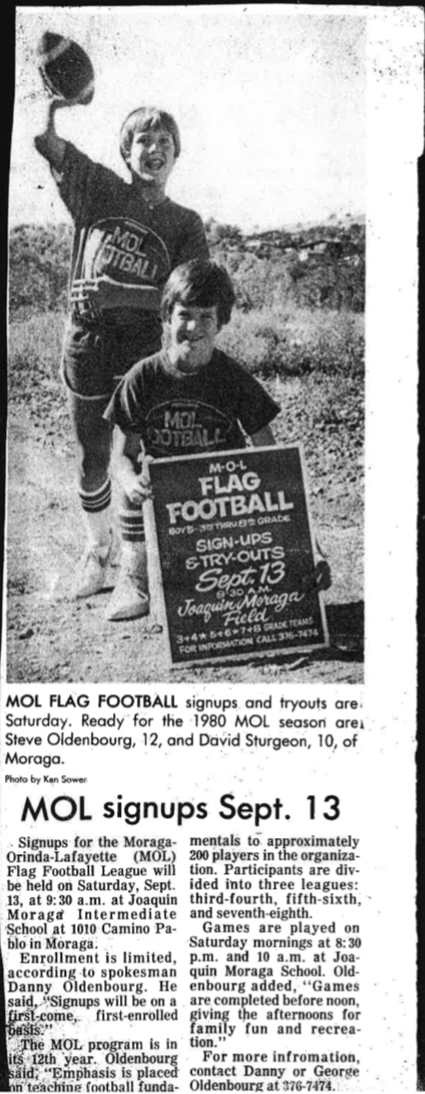 MOL
FOOTBALL
MOL
FOOTBALL
M-O-L
FLAG
FOOTBALL
BOYS - 3RD THRU 8TH GRADE
SIGN-UPS
& TRY-OUTS
Sept. 13
9:30 A.M.
Joaquin Moraga
Field
3+4 ★ 5+6 ★ 7+8 GRADE TEAMS
FOR INFORMATION CALL 376-7474
MOL FLAG FOOTBALL signups and tryouts are
Saturday. Ready for the 1980 MOL season are
Steve Oldenbourg, 12, and David Sturgeon, 10, of
Moraga.
Photo by Ken Sower
MOL signups Sept. 13
Signups for the Moraga-
Orinda-Lafayette (MOL)
Flag Football League will
be held on Saturday, Sept.
13, at 9:30 a.m. at Joaquin
Moraga Intermediate
School at 1010 Camino Pa-
blo in Moraga.
Enrollment is limited,
according to spokesman
Danny Oldenbourg. He
said, "Signups will be on a
first-come, first-enrolled
basis."
The MOL program is in
its 12th year. Oldenbourg
said, "Emphasis is placed
on teaching football funda-
mentals to approximately
200 players in the organiza-
tion. Participants are div-
ided into three leagues:
third-fourth, fifth-sixth,
and seventh-eighth.
Games are played on
Saturday mornings at 8:30
p.m. and 10 a.m. at Joa-
quin Moraga School. Old-
enbourg added, "Games
are completed before noon,
giving the afternoons for
family fun and recrea-
tion."
For more infromation,
contact Danny or George
Oldenbourg at 376-7474.